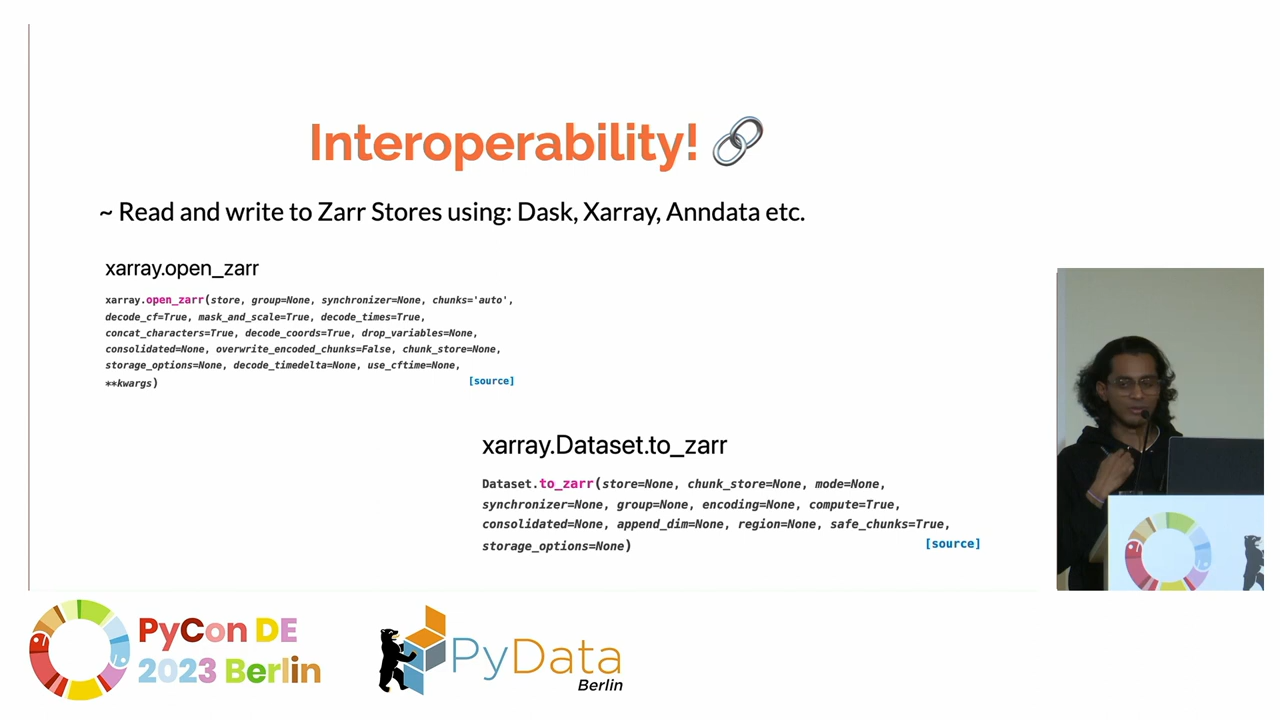 Interoperability!
~ Read and write to Zarr Stores using: Dask, Xarray, Anndata etc.
xarray.open_zarr
xarray.open_zarr(store, group=None, synchronizer=None, chunks='auto',
decode_cf=True, mask_and_scale=True, decode_times=True,
concat_characters=True, decode_coords=True, drop_variables=None,
consolidated=None, overwrite_encoded_chunks=False, chunk_store=None,
storage_options=None, decode_timedelta=None, use_cftime=None,
**kwargs)
[source]
xarray.Dataset.to_zarr
Dataset.to_zarr(store=None, chunk_store=None, mode=None,
synchronizer=None, group=None, encoding=None, compute=True,
consolidated=None, append_dim=None, region=None, safe_chunks=True,
storage_options=None)
[source]
PyCon DE
2023 Berlin
PyData
Berlin